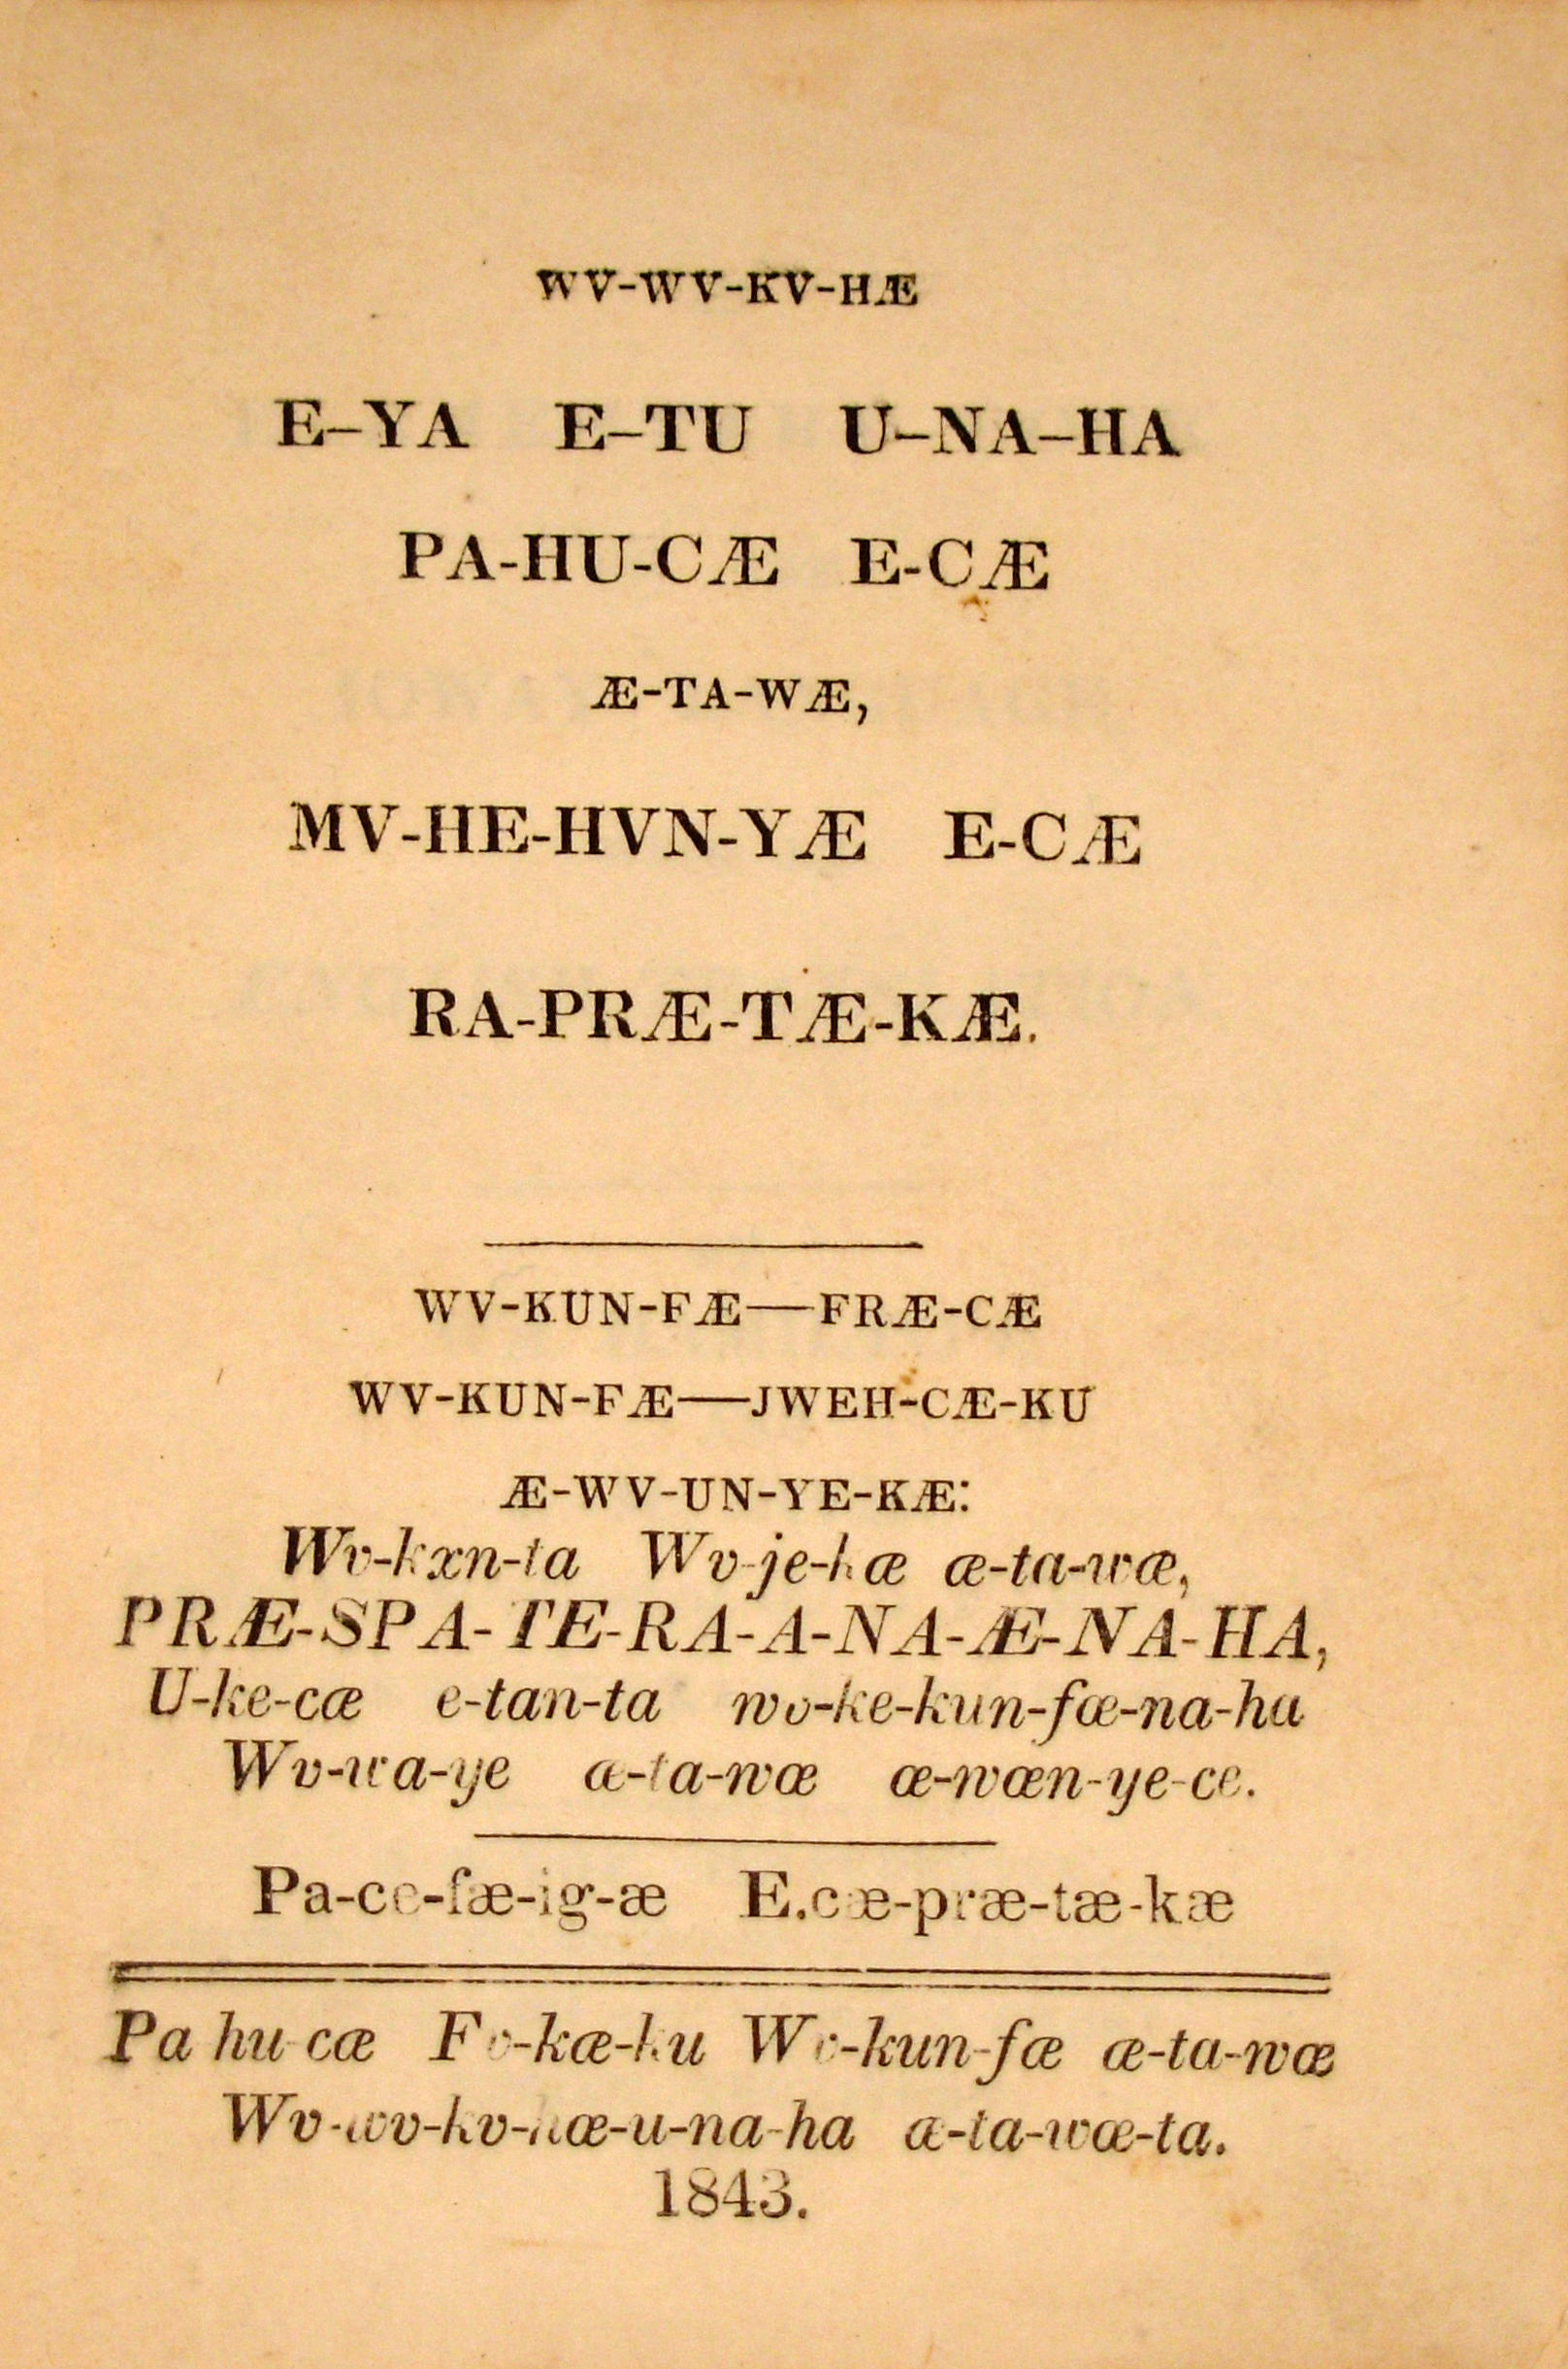 WV-WV-KV-HÆ
E–YA E–TU U–NA–HA
PA-HU-CÆ E-CÆ
Æ-TA-WÆ,
MV-HE-HVN-YÆ E-CÆ
RA-PRÆ-TÆ-KÆ.
WV-KUN-FÆ—FRÆ-CÆ
WV-KUN-FÆ—JWEH-CÆ-KU
Æ-WV-UN-YE-KÆ:
Wv-kxn-ta Wv-je-hæ æ-ta-wæ,
PRÆ-SPA-TE-RA-A-NA-Æ-NA-HA,
U-ke-cæ e-tan-ta wv-ke-kun-fæ-na-ha
Wv-wa-ye æ-ta-wæ æ-wæn-ye-ce.
Pa-ce-fæ-ig-æ E.cæ-præ-tæ-kæ
Pa hu-cæ Fv-kæ-ku Wv-kun-fæ æ-ta-wæ
Wv-wv-kv-hæ-u-na-ha æ-ta-wæ-ta.
1843.